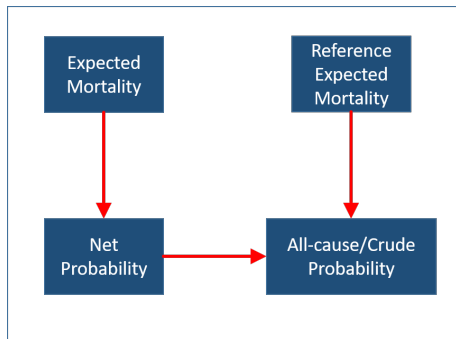 Expected
Mortality
Reference
Expected
Mortality
Net
Probability
All-cause/Crude
Probability